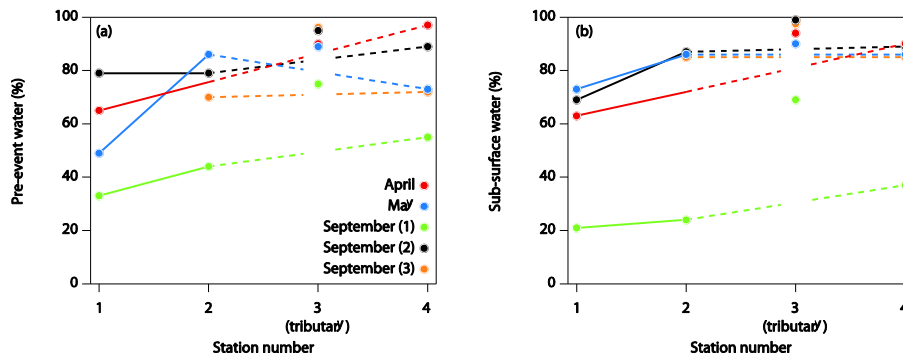 (a)
100
80
60
40
20
0
Pre-event water (%)
April
May
September (1)
September (2)
September (3)
1 2 3 4
(tributary )
Station number
(b)
100
80
60
40
20
0
Sub-surface water (%)
1 2 3 4
(tributary )
Station number